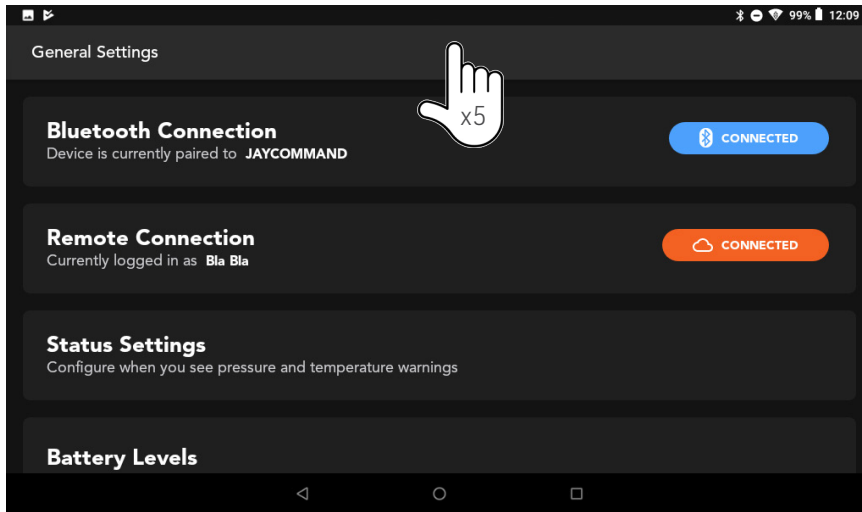 99% 12:09
General Settings
x5
Bluetooth Connection
Device is currently paired to JAYCOMMAND
CONNECTED
Remote Connection
Currently logged in as Bla Bla
CONNECTED
Status Settings
Configure when you see pressure and temperature warnings
Battery Levels